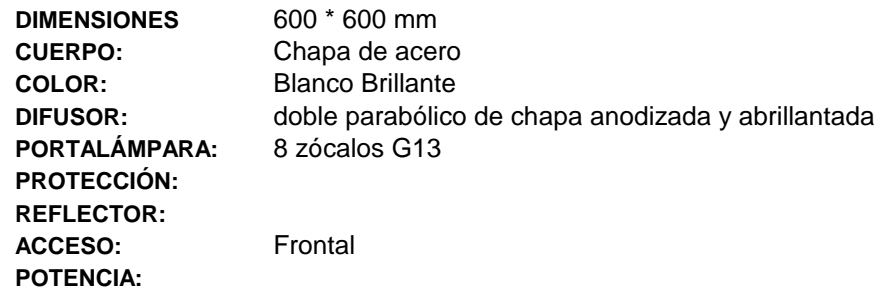 DIMENSIONES 600 * 600 mm
CUERPO: Chapa de acero
COLOR: Blanco Brillante
DIFUSOR: doble parabólico de chapa anodizada y abrillantada
PORTALÁMPARA: 8 zócalos G13
PROTECCIÓN:
REFLECTOR:
ACCESO: Frontal
POTENCIA: